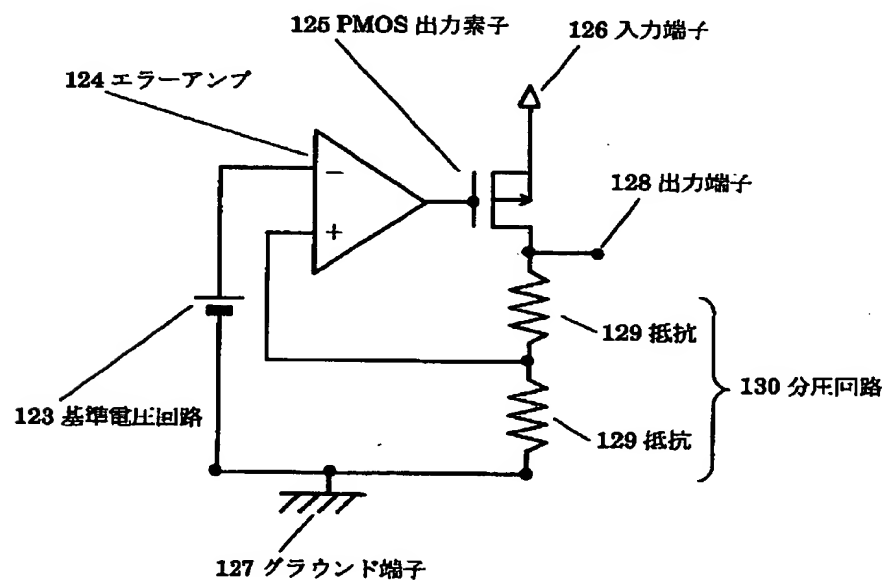 125 PMOS 出力素子
126 入力端子
124 エラーアンプ
−
+
128 出力端子
129 抵抗
130 分圧回路
123 基準電圧回路
129 抵抗
127 グラウンド端子